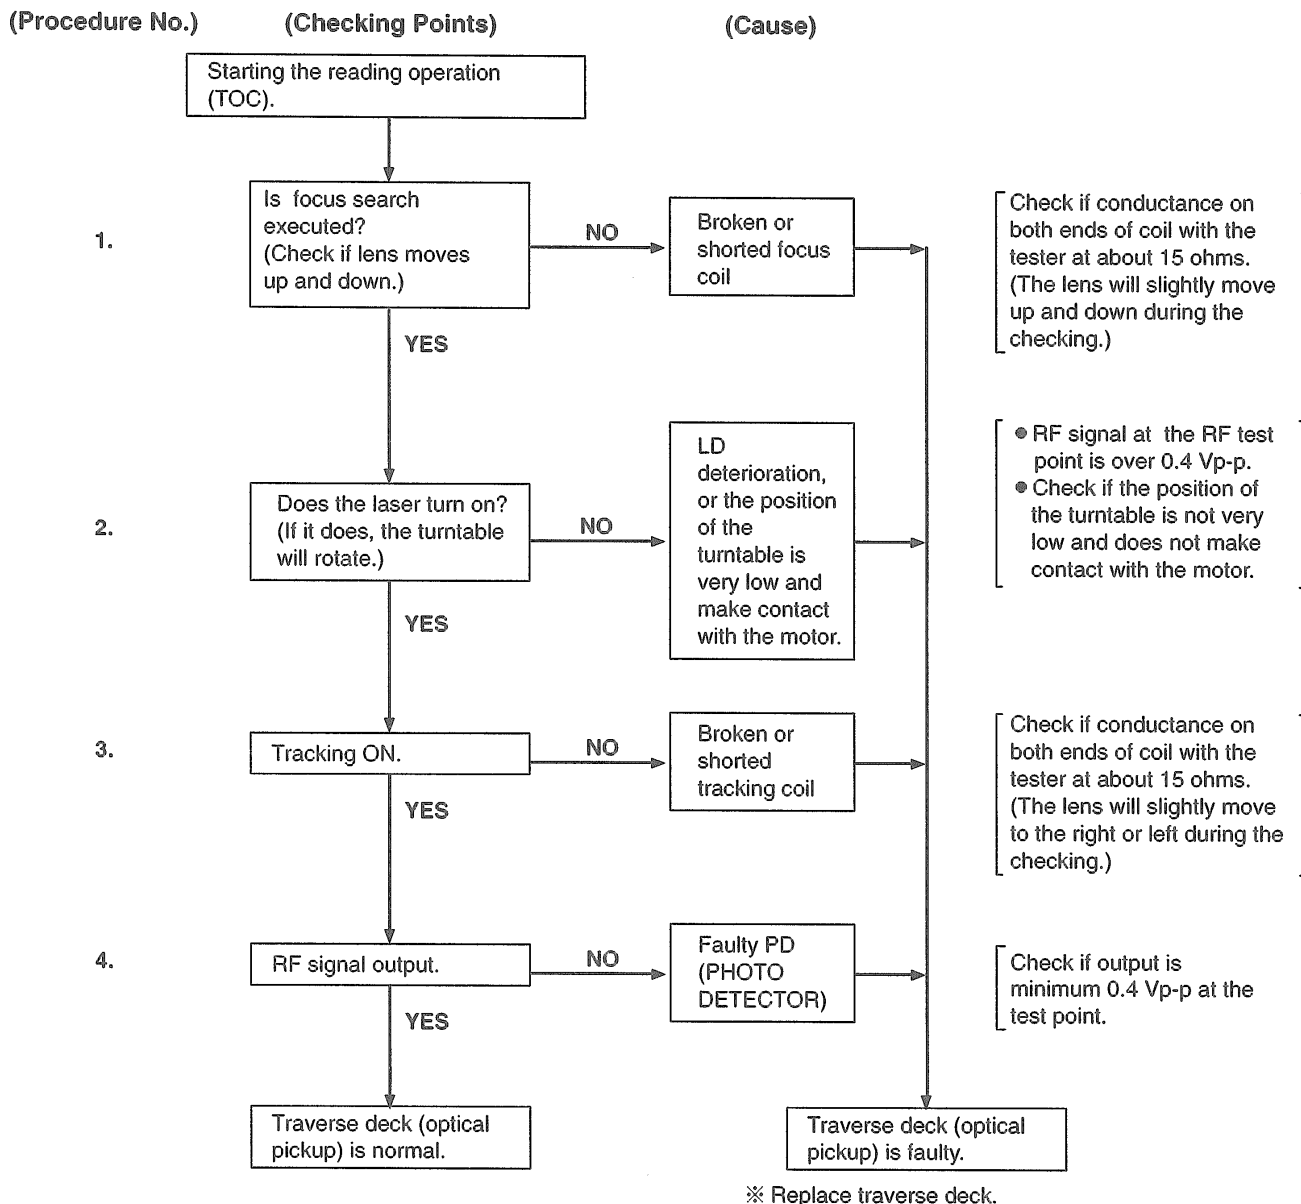 (Procedure No.)
(Checking Points)
(Cause)
Starting the reading operation
(TOC).
1.
Is focus search
executed?
(Check if lens moves
up and down.)
NO
Broken or
shorted focus
coil
Check if conductance on
both ends of coil with the
tester at about 15 ohms.
(The lens will slightly move
up and down during the
checking.)
YES
2.
Does the laser turn on?
(If it does, the turntable
will rotate.)
NO
LD
deterioration,
or the position
of the
turntable is
very low and
make contact
with the motor.
● RF signal at the RF test
point is over 0.4 Vp-p.
● Check if the position of
the turntable is not very
low and does not make
contact with the motor.
YES
3.
Tracking ON.
NO
Broken or
shorted
tracking coil
Check if conductance on
both ends of coil with the
tester at about 15 ohms.
(The lens will slightly move
to the right or left during the
checking.)
YES
4.
RF signal output.
NO
Faulty PD
(PHOTO
DETECTOR)
Check if output is
minimum 0.4 Vp-p at the
test point.
YES
Traverse deck (optical
pickup) is normal.
Traverse deck (optical
pickup) is faulty.
※ Replace traverse deck.